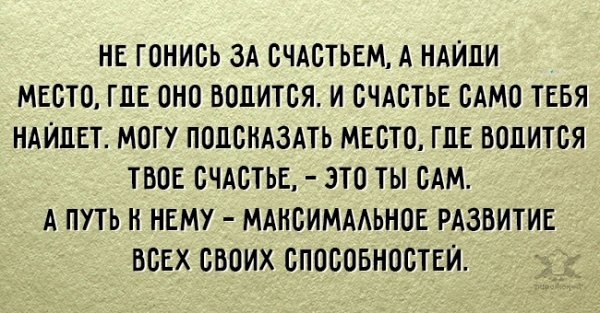 НЕ ГОНИСЬ ЗА СЧАСТЬЕМ, А НАЙДИ
МЕСТО, ГДЕ ОНО ВОДИТСЯ. И СЧАСТЬЕ САМО ТЕБЯ
НАЙДЕТ. МОГУ ПОДСКАЗАТЬ МЕСТО, ГДЕ ВОДИТСЯ
ТВОЕ СЧАСТЬЕ, - ЭТО ТЫ САМ.
А ПУТЬ К НЕМУ - МАКСИМАЛЬНОЕ РАЗВИТИЕ
ВСЕХ СВОИХ СПОСОБНОСТЕЙ.